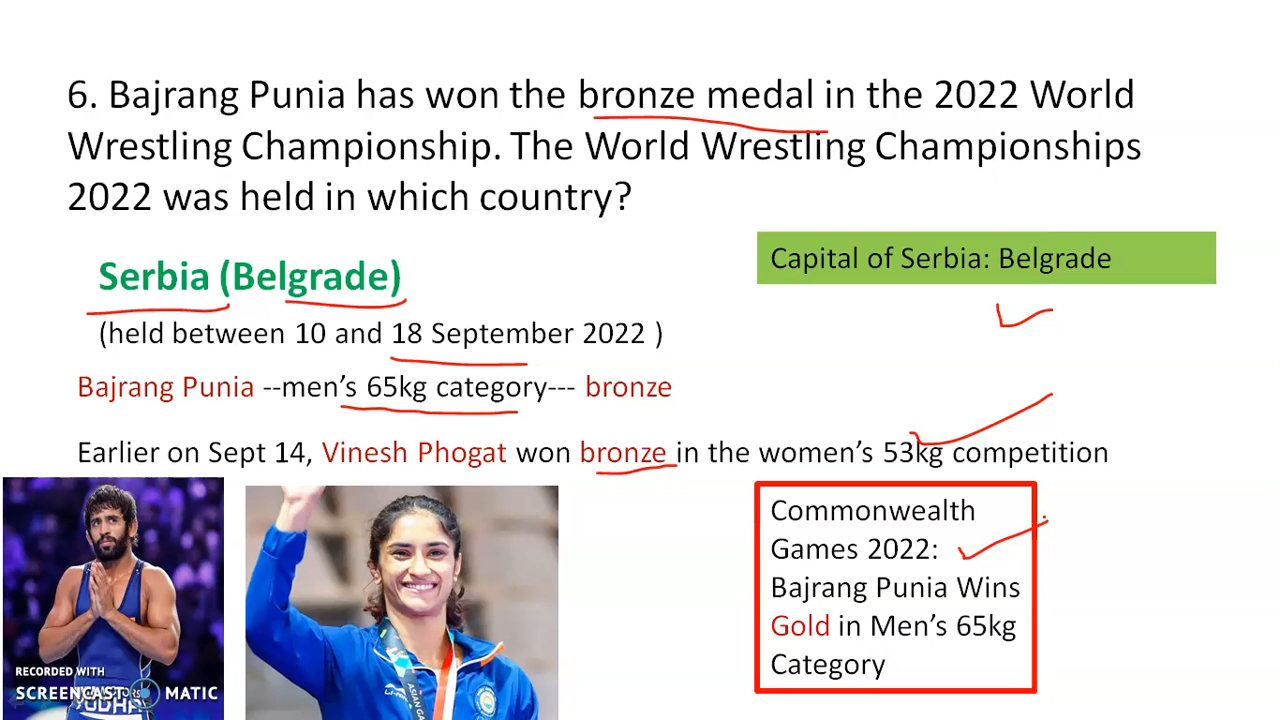 6. Bajrang Punia has won the bronze medal in the 2022 World
Wrestling Championship. The World Wrestling Championships
2022 was held in which country?
Serbia (Belgrade)
Capital of Serbia: Belgrade
(held between 10 and 18 September 2022 )
Bajrang Punia --men’s 65kg category--- bronze
Earlier on Sept 14, Vinesh Phogat won bronze in the women’s 53kg competition
Commonwealth
Games 2022:
Bajrang Punia Wins
Gold in Men’s 65kg
Category
RECORDED WITH
SCREENCAST MATIC
ASIAN GA